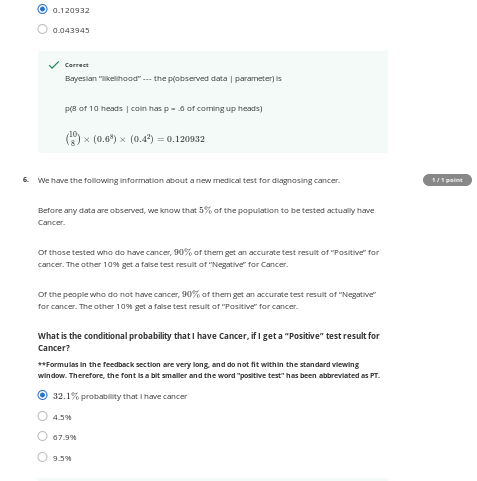 0.120932
0.043945
Correct
Bayesian "likelihood" --- the p(observed data | parameter) is
p(8 of 10 heads | coin has p = .6 of coming up heads)
(10 8) × (0.6⁸) × (0.4²) = 0.120932
6. We have the following information about a new medical test for diagnosing cancer.
1 / 1 point
Before any data are observed, we know that 5% of the population to be tested actually have
Cancer.
Of those tested who do have cancer, 90% of them get an accurate test result of "Positive" for
cancer. The other 10% get a false test result of "Negative" for Cancer.
Of the people who do not have cancer, 90% of them get an accurate test result of "Negative"
for cancer. The other 10% get a false test result of "Positive" for cancer.
What is the conditional probability that I have Cancer, if I get a "Positive" test result for
Cancer?
**Formulas in the feedback section are very long, and do not fit within the standard viewing
window. Therefore, the font is a bit smaller and the word "positive test" has been abbreviated as PT.
32.1% probability that I have cancer
4.5%
67.9%
9.5%